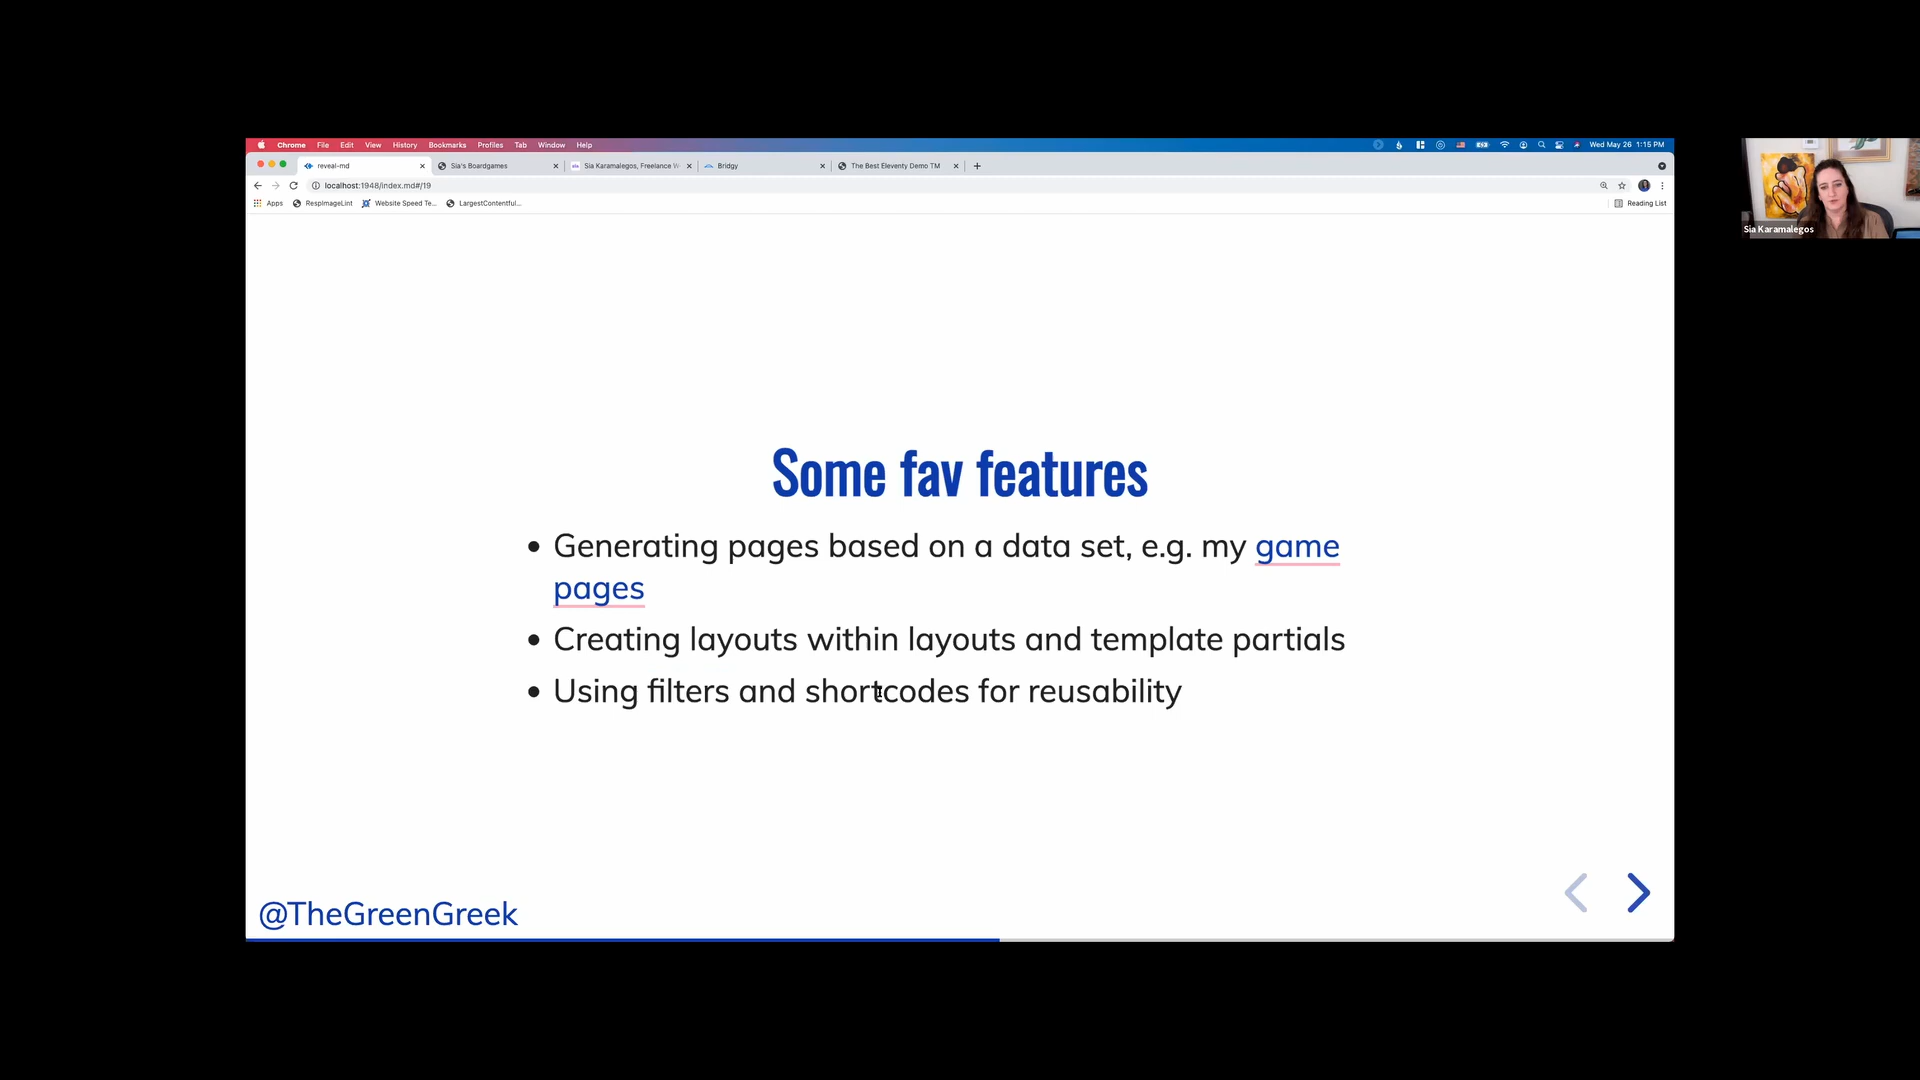 Chrome File Edit View History Bookmarks Profiles Tab Window Help Wed May 26 1:15 PM
reveal-md Sia's Boardgames Sia Karamalegos, Freelance W Bridgy The Best Eleventy Demo TM
localhost:1948/index.md#/19
Apps RespImageLint Website Speed Te... LargestContentful... Reading List
Sia Karamalegos
Some fav features
Generating pages based on a data set, e.g. my game
pages
Creating layouts within layouts and template partials
Using filters and shortcodes for reusability
@TheGreenGreek